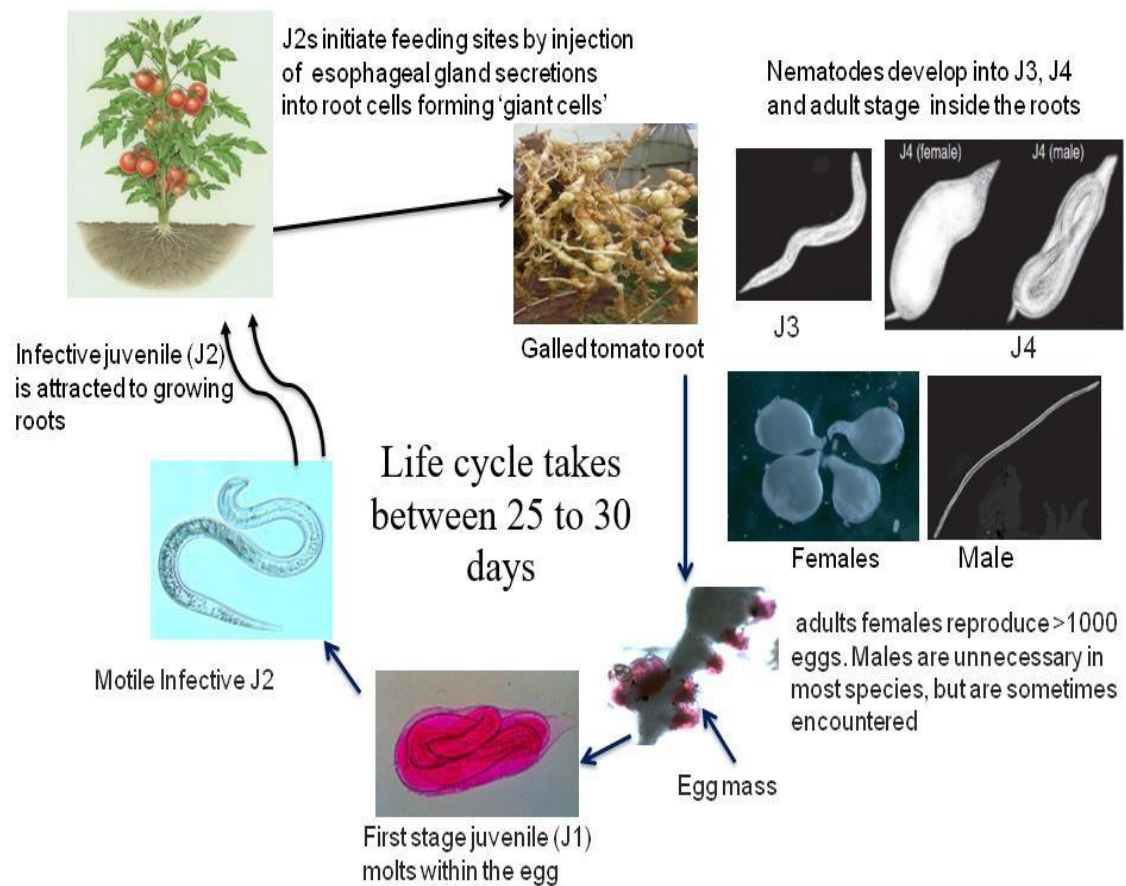 J2s initiate feeding sites by injection
of esophageal gland secretions
into root cells forming ‘giant cells’
Nematodes develop into J3, J4
and adult stage inside the roots
J4 (female)
J4 (male)
J3
J4
Galled tomato root
Infective juvenile (J2)
is attracted to growing
roots
Life cycle takes
between 25 to 30
days
Females
Male
adults females reproduce >1000
eggs. Males are unnecessary in
most species, but are sometimes
encountered
Motile Infective J2
Egg mass
First stage juvenile (J1)
molts within the egg